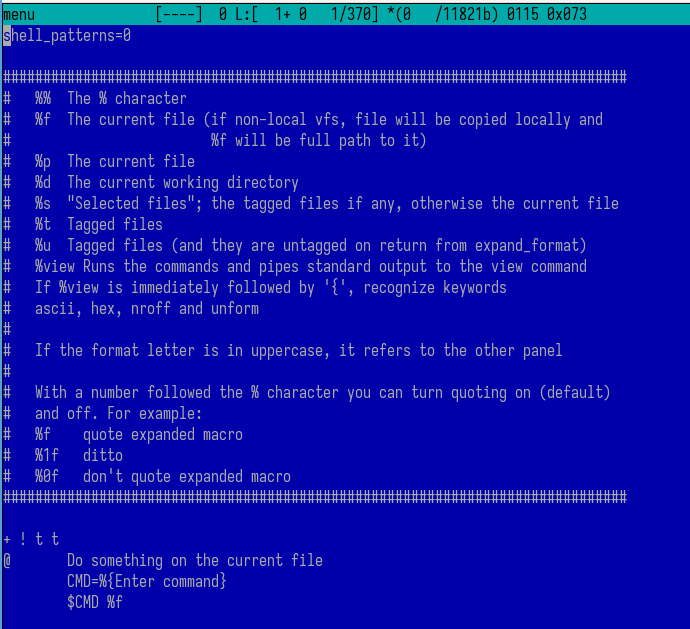 menu [----] 0 L:[ 1+ 0 1/370] *(0 /11821b) 0115 0x073
shell_patterns=0
##############################################################################
# %% The % character
# %f The current file (if non-local vfs, file will be copied locally and
# %f will be full path to it)
# %p The current file
# %d The current working directory
# %s "Selected files"; the tagged files if any, otherwise the current file
# %t Tagged files
# %u Tagged files (and they are untagged on return from expand_format)
# %view Runs the commands and pipes standard output to the view command
# If %view is immediately followed by '{', recognize keywords
# ascii, hex, nroff and unform
#
# If the format letter is in uppercase, it refers to the other panel
#
# With a number followed the % character you can turn quoting on (default)
# and off. For example:
# %f quote expanded macro
# %1f ditto
# %0f don't quote expanded macro
##############################################################################
+ ! t t
@ Do something on the current file
CMD=%{Enter command}
$CMD %f